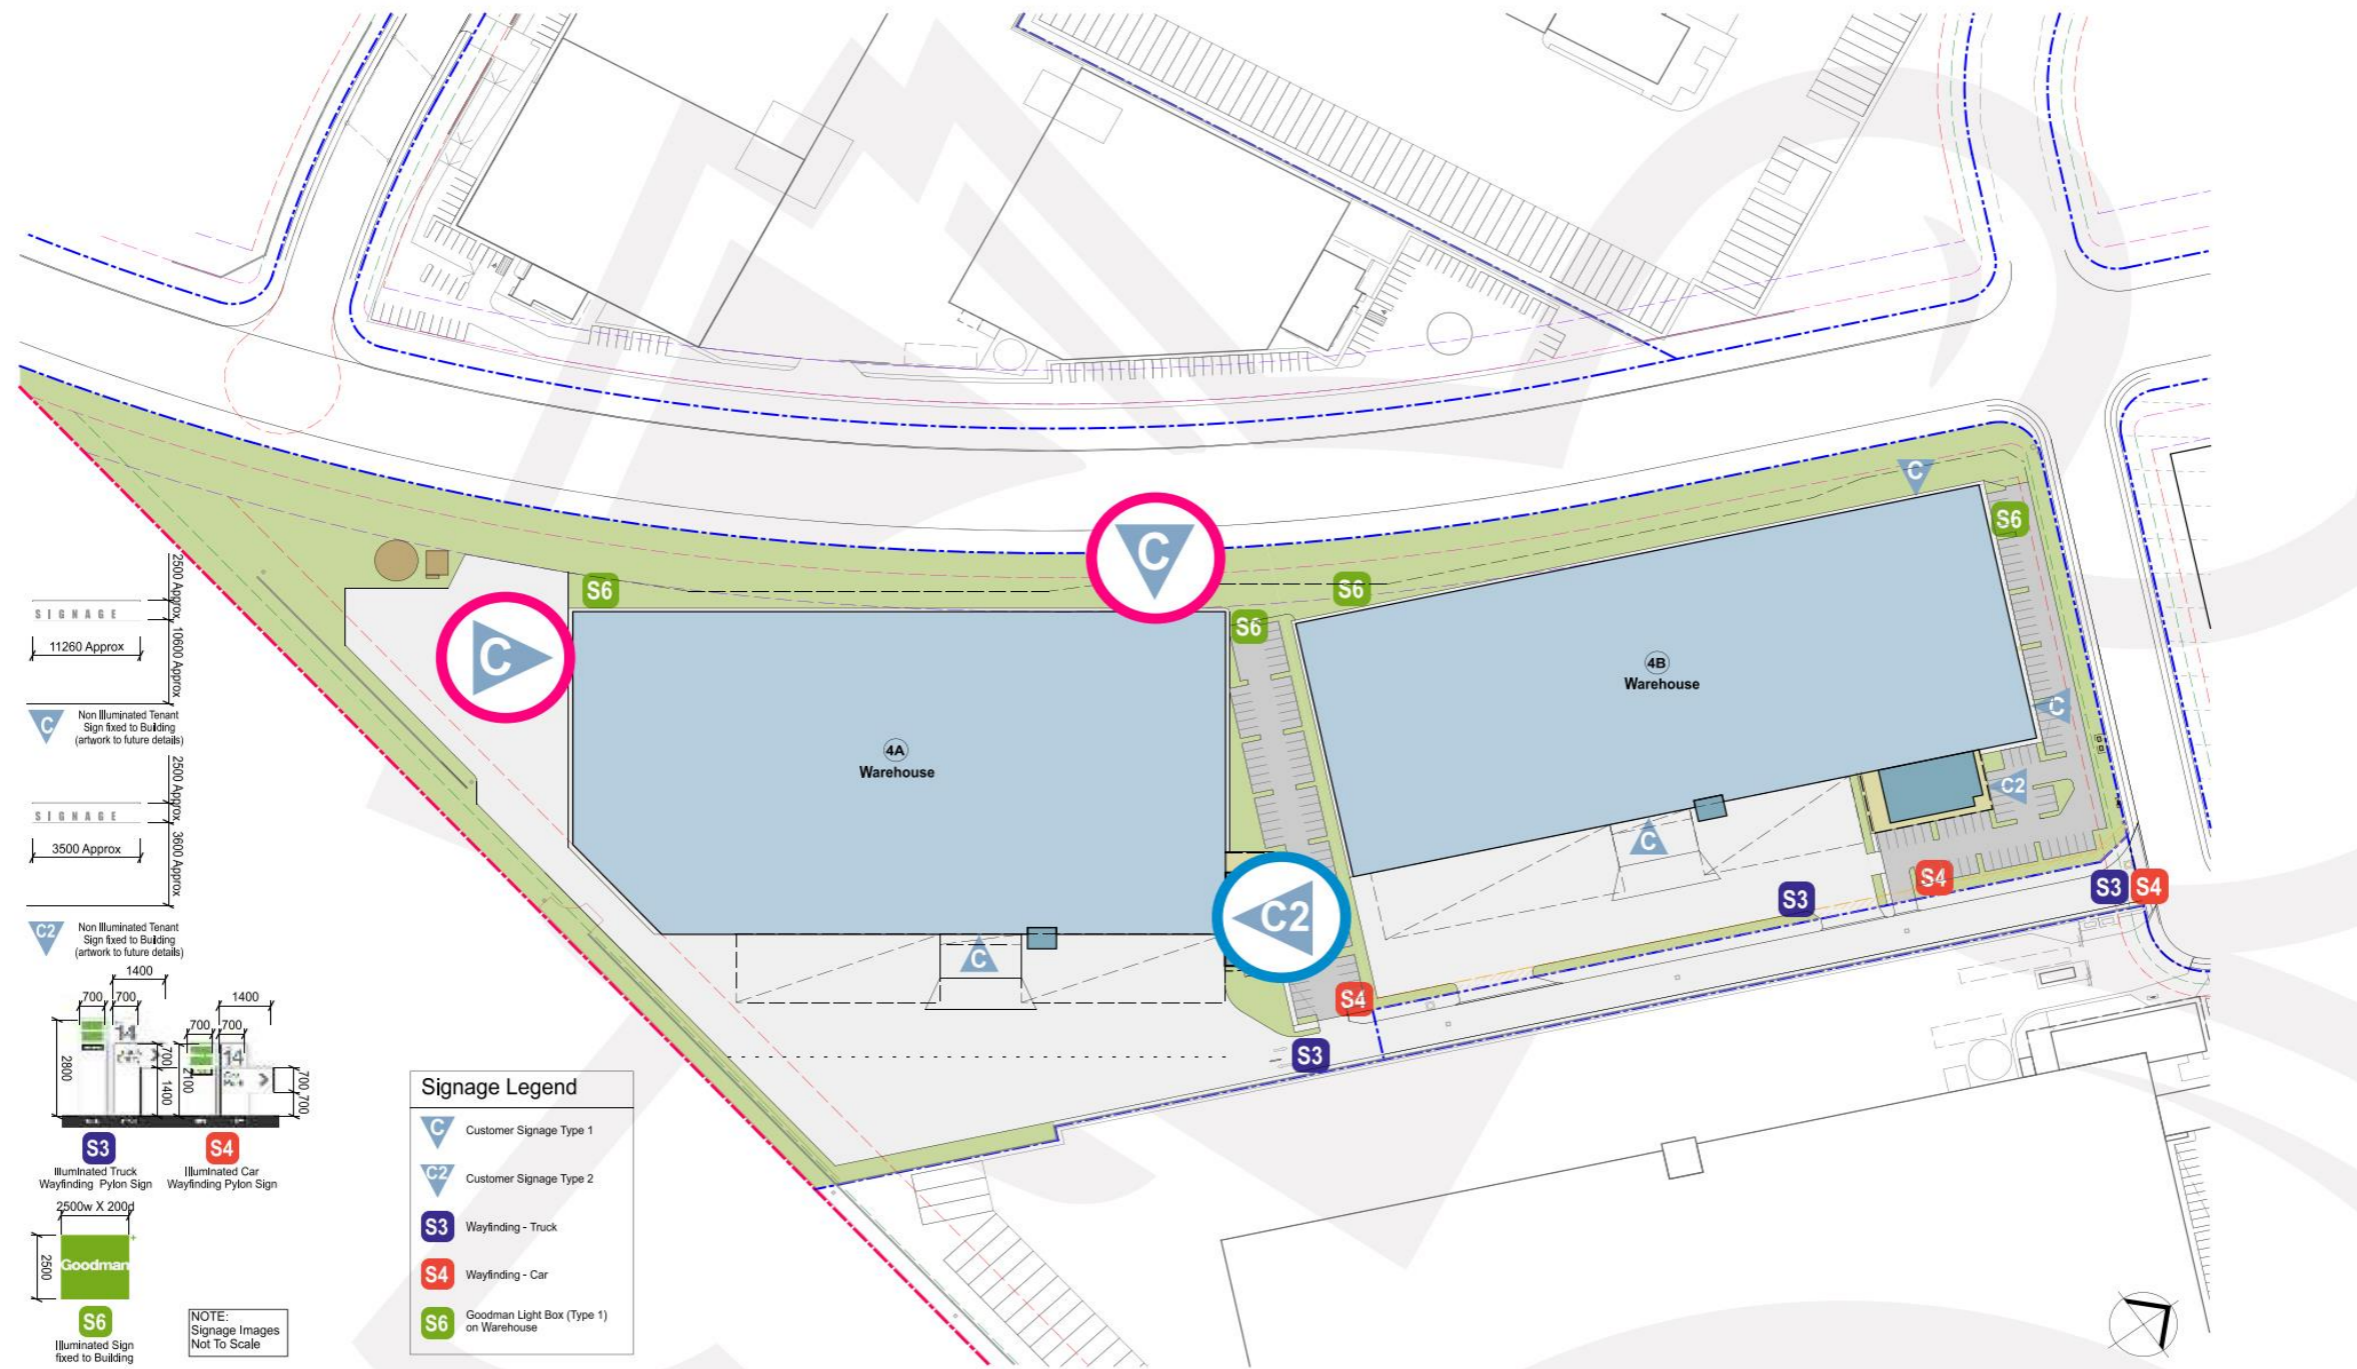 C
S6
C
S6
S6
S6
S6
C
4B
Warehouse
C
4A
Warehouse
C2
C
C2
C
S3
S4
S3
S4
S4
S3
2500 Approx
SIGNAGE
11260 Approx
10600 Approx
C
Non Illuminated Tenant
Sign fixed to Building
(artwork to future details)
2500 Approx
SIGNAGE
3500 Approx
3600 Approx
C2
Non Illuminated Tenant
Sign fixed to Building
(artwork to future details)
1400
700
700
1400
700
700
14
14
2800
700
1400
2100
700
700
S3
Illuminated Truck
Wayfinding Pylon Sign
S4
Illuminated Car
Wayfinding Pylon Sign
2500w X 200d
2500
Goodman
S6
Illuminated Sign
fixed to Building
NOTE:
Signage Images
Not To Scale
Signage Legend
C Customer Signage Type 1
C2 Customer Signage Type 2
S3 Wayfinding - Truck
S4 Wayfinding - Car
S6 Goodman Light Box (Type 1)
on Warehouse